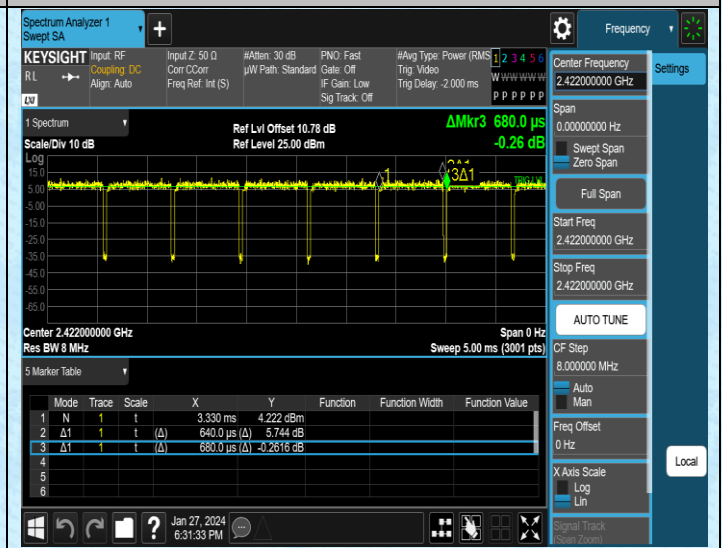 Spectrum Analyzer 1
Swept SA
Frequency
KEYSIGHT
RL
LXI
Input: RF
Coupling: DC
Align: Auto
Input Z: 50 Ω
Corr CCorr
Freq Ref: Int (S)
#Atten: 30 dB
µW Path: Standard
PNO: Fast
Gate: Off
IF Gain: Low
Sig Track: Off
#Avg Type: Power (RMS
Trig: Video
Trig Delay: -2.000 ms
1 2 3 4 5 6
W W W W W W
P P P P P P
Settings
1 Spectrum
Scale/Div 10 dB
Ref Lvl Offset 10.78 dB
Ref Level 25.00 dBm
ΔMkr3 680.0 µs
-0.26 dB
Log
15.0
5.00
-5.00
-15.0
-25.0
-35.0
-45.0
-55.0
-65.0
1
3Δ1
TRIG LVL
Center 2.422000000 GHz
Res BW 8 MHz
Span 0 Hz
Sweep 5.00 ms (3001 pts)
5 Marker Table
Mode Trace Scale X Y Function Function Width Function Value
1 N 1 t 3.330 ms 4.222 dBm
2 Δ1 1 t (Δ) 640.0 µs (Δ) 5.744 dB
3 Δ1 1 t (Δ) 680.0 µs (Δ) -0.2616 dB
4
5
6
Center Frequency
2.422000000 GHz
Span
0.00000000 Hz
Swept Span
Zero Span
Full Span
Start Freq
2.422000000 GHz
Stop Freq
2.422000000 GHz
AUTO TUNE
CF Step
8.000000 MHz
Auto
Man
Freq Offset
0 Hz
X Axis Scale
Log
Lin
Signal Track
(Span Zoom)
Local
?
Jan 27, 2024
6:31:33 PM